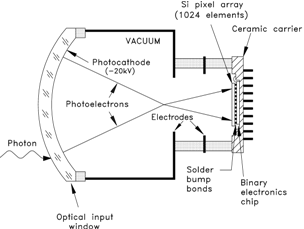 Si pixel array
(1024 elements)
Ceramic carrier
VACUUM
Photocathode
(-20kV)
Photoelectrons
Electrodes
Photon
Solder
bump
bonds
Binary
electronics
chip
Optical input
window